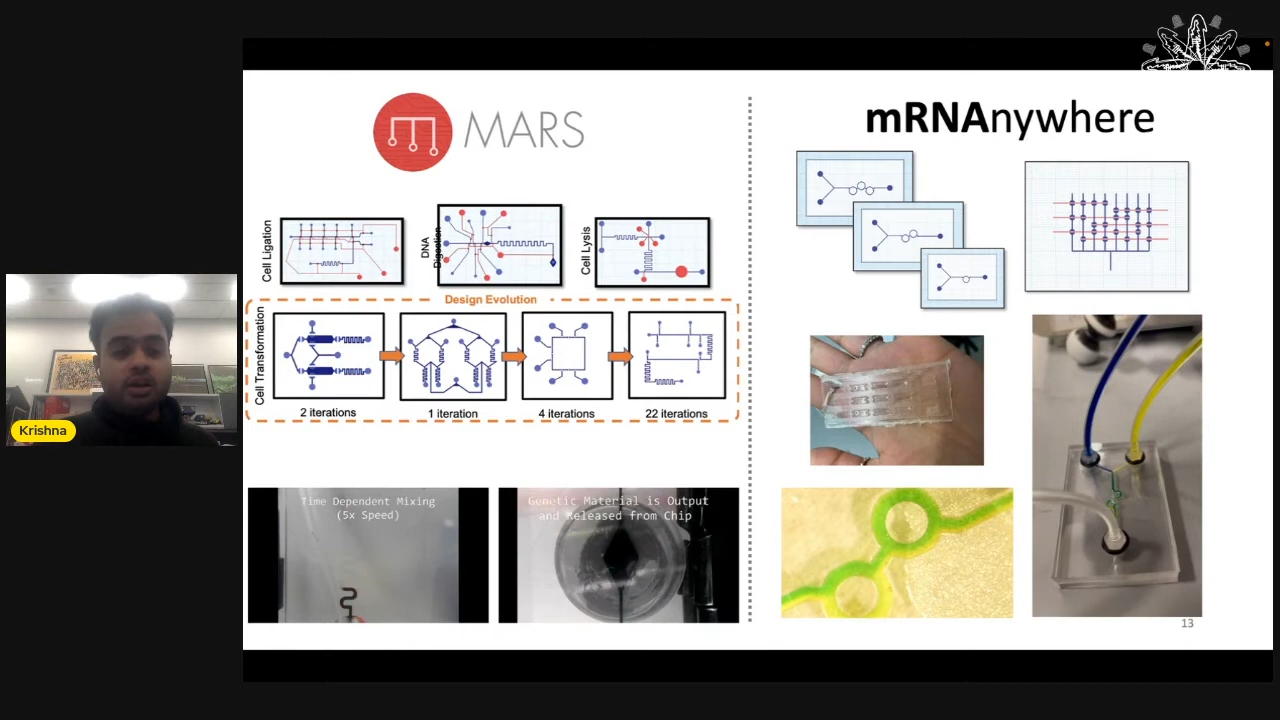 MARS
mRNAnywhere
Cell Ligation
DNA
Digestion
Cell Lysis
Design Evolution
Cell Transformation
2 iterations
1 iteration
4 iterations
22 iterations
Time Dependent Mixing
(5x Speed)
Genetic Material is Output
and Released from Chip
13
Krishna